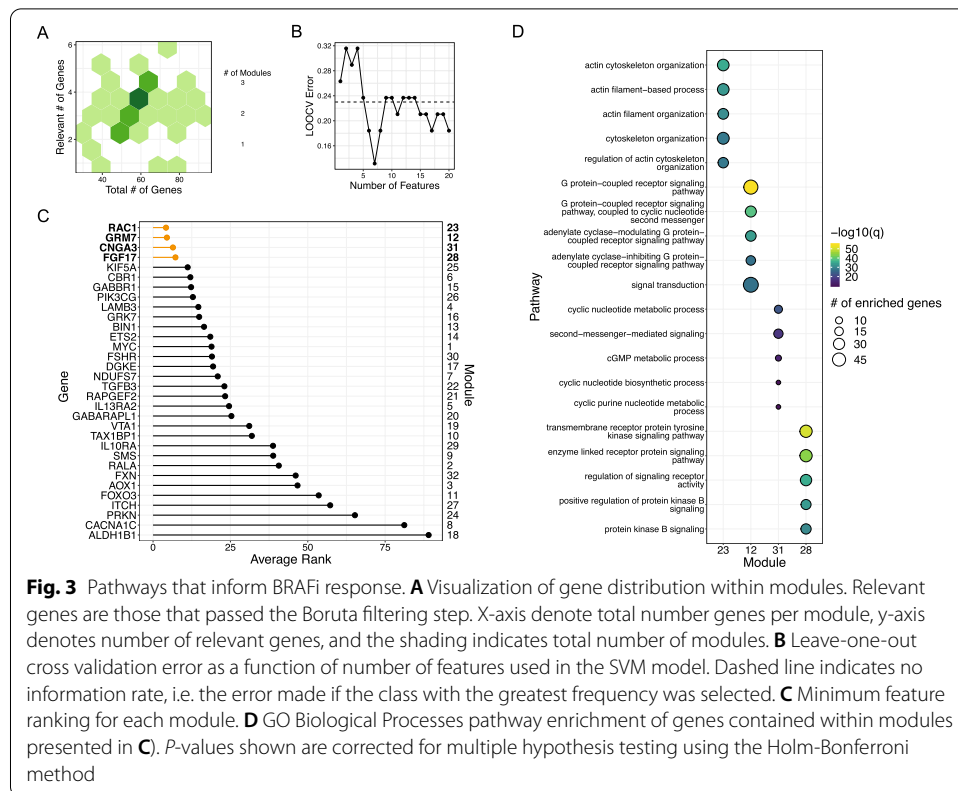 A
Relevant # of Genes
6
4
2
40
60
80
Total # of Genes
# of Modules
3
2
1
B
LOOCV Error
0.32
0.28
0.24
0.20
0.16
5
10
15
20
Number of Features
C
Gene
RAC1 23
GRM7 12
CNGA3 31
FGF17 28
KIF5A 25
CBR1 6
GABBR1 15
PIK3CG 26
LAMB3 4
GRK7 16
BIN1 13
ETS2 14
MYC 1
FSHR 30
DGKE 17
NDUFS7 7
TGFB3 22
RAPGEF2 21
IL13RA2 5
GABARAPL1 20
VTA1 19
TAX1BP1 10
IL10RA 29
SMS 9
RALA 2
FXN 32
AOX1 3
FOXO3 11
ITCH 27
PRKN 24
CACNA1C 8
ALDH1B1 18
Module
0 25 50 75
Average Rank
D
Pathway
actin cytoskeleton organization
actin filament−based process
actin filament organization
cytoskeleton organization
regulation of actin cytoskeleton
organization
G protein−coupled receptor signaling
pathway
G protein−coupled receptor signaling
pathway, coupled to cyclic nucleotide
second messenger
adenylate cyclase−modulating G protein−
coupled receptor signaling pathway
adenylate cyclase−inhibiting G protein−
coupled receptor signaling pathway
signal transduction
cyclic nucleotide metabolic process
second−messenger−mediated signaling
cGMP metabolic process
cyclic nucleotide biosynthetic process
cyclic purine nucleotide metabolic
process
transmembrane receptor protein tyrosine
kinase signaling pathway
enzyme linked receptor protein signaling
pathway
regulation of signaling receptor
activity
positive regulation of protein kinase B
signaling
protein kinase B signaling
23 12 31 28
Module
−log10(q)
50
40
30
20
# of enriched genes
10
15
30
45
Fig. 3 Pathways that inform BRAFi response. A Visualization of gene distribution within modules. Relevant
genes are those that passed the Boruta filtering step. X-axis denote total number genes per module, y-axis
denotes number of relevant genes, and the shading indicates total number of modules. B Leave-one-out
cross validation error as a function of number of features used in the SVM model. Dashed line indicates no
information rate, i.e. the error made if the class with the greatest frequency was selected. C Minimum feature
ranking for each module. D GO Biological Processes pathway enrichment of genes contained within modules
presented in C). P-values shown are corrected for multiple hypothesis testing using the Holm-Bonferroni
method